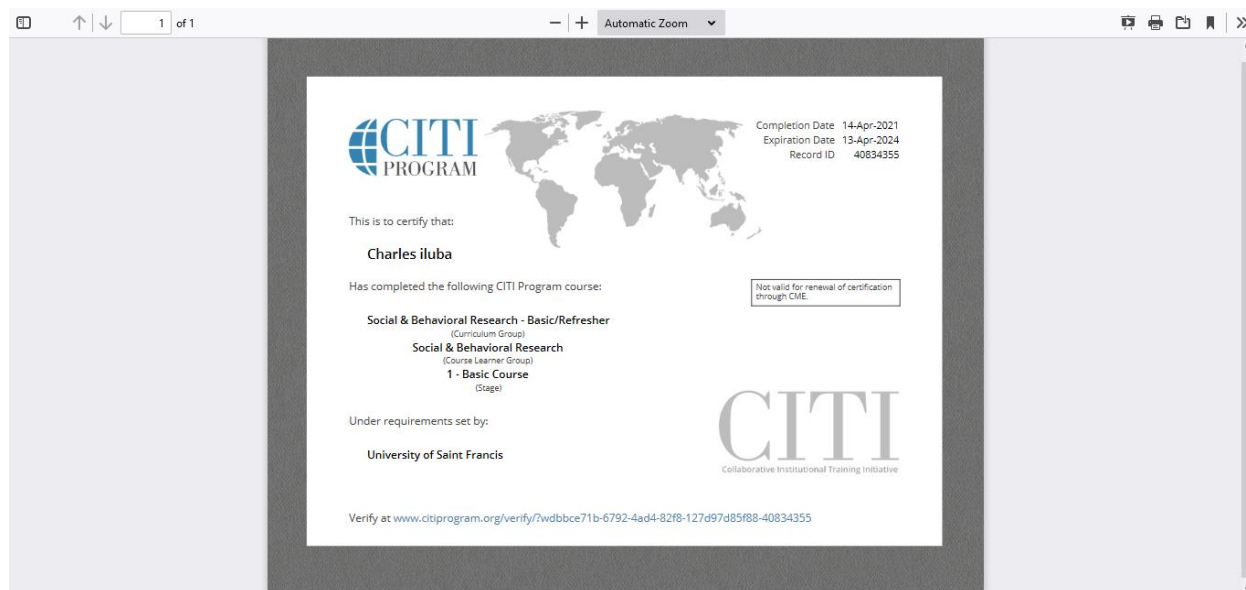 1 of 1
Automatic Zoom
CITI
PROGRAM
Completion Date 14-Apr-2021
Expiration Date 13-Apr-2024
Record ID 40834355
This is to certify that:
Charles iluba
Has completed the following CITI Program course:
Not valid for renewal of certification
through CME.
Social & Behavioral Research - Basic/Refresher
(Curriculum Group)
Social & Behavioral Research
(Course Learner Group)
1 - Basic Course
(Stage)
Under requirements set by:
University of Saint Francis
CITI
Collaborative Institutional Training Initiative
Verify at www.citiprogram.org/verify/?wdbbce71b-6792-4ad4-82f8-127d97d85f88-40834355